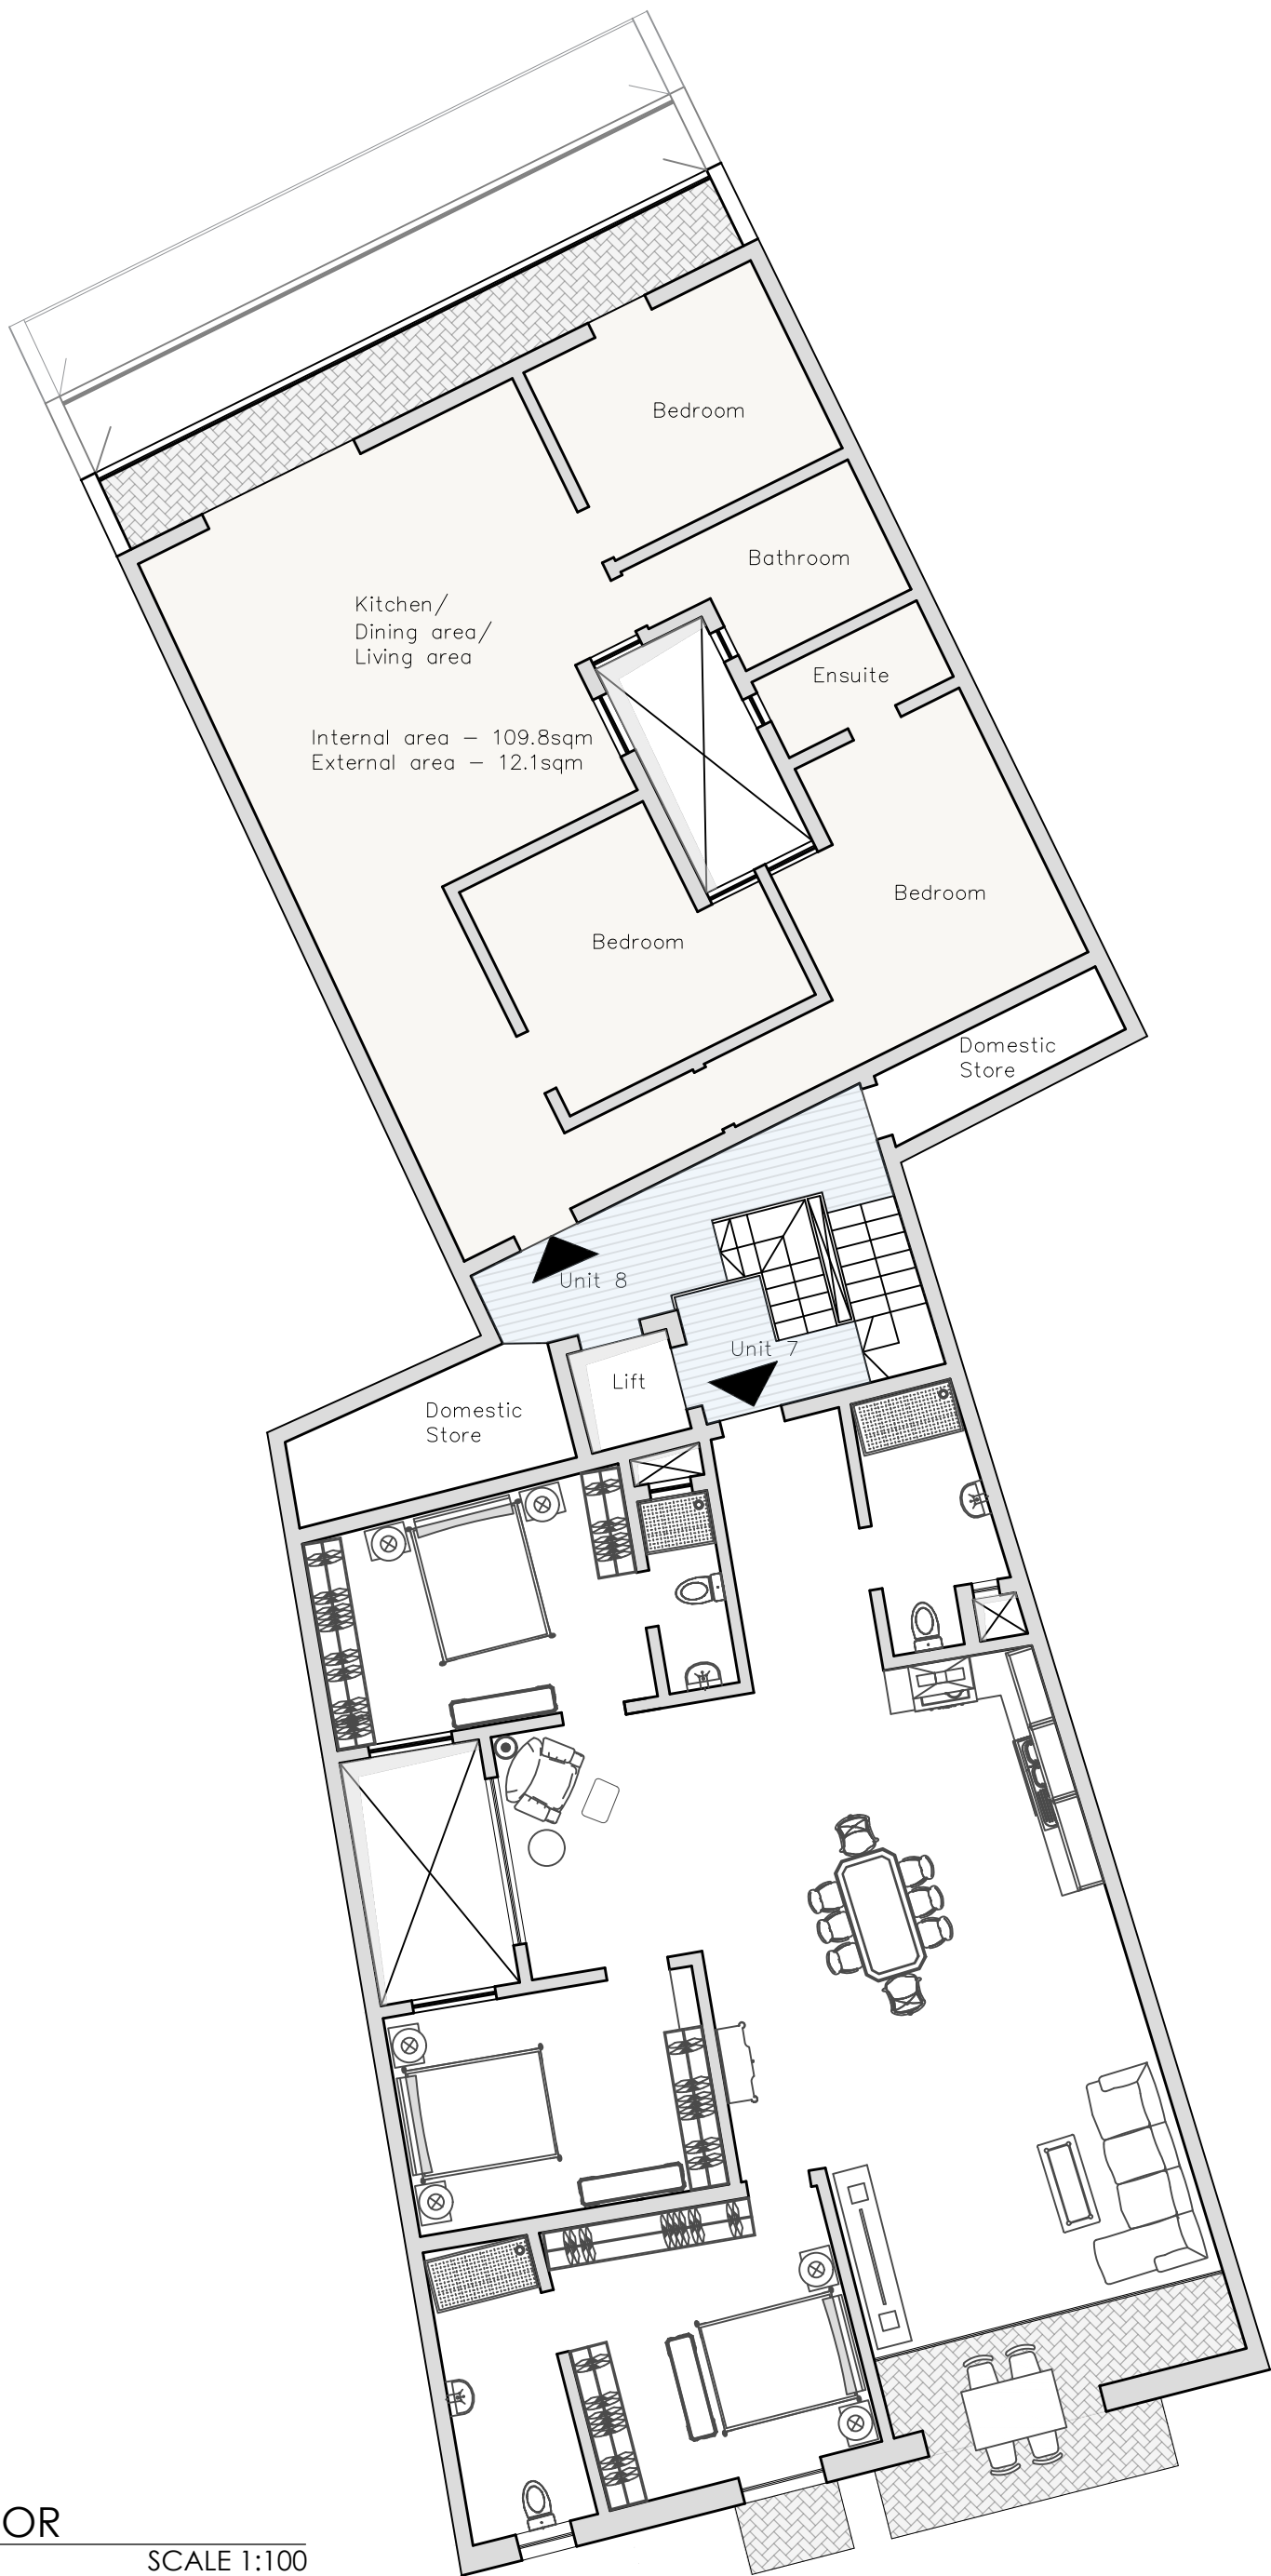 Bedroom
Bathroom
Kitchen/
Dining area/
Living area
Ensuite
Internal area – 109.8sqm
External area – 12.1sqm
Bedroom
Bedroom
Domestic
Store
Unit 8
Unit 7
Lift
Domestic
Store
OR
SCALE 1:100